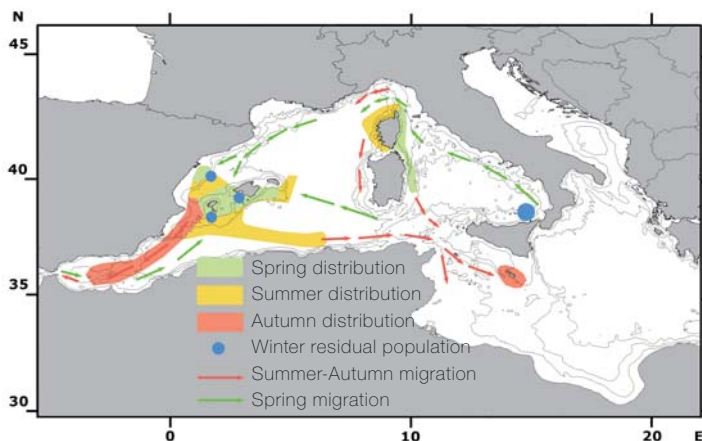 N
45
40
35
30
Spring distribution
Summer distribution
Autumn distribution
Winter residual population
Summer-Autumn migration
Spring migration
0 10 20 E